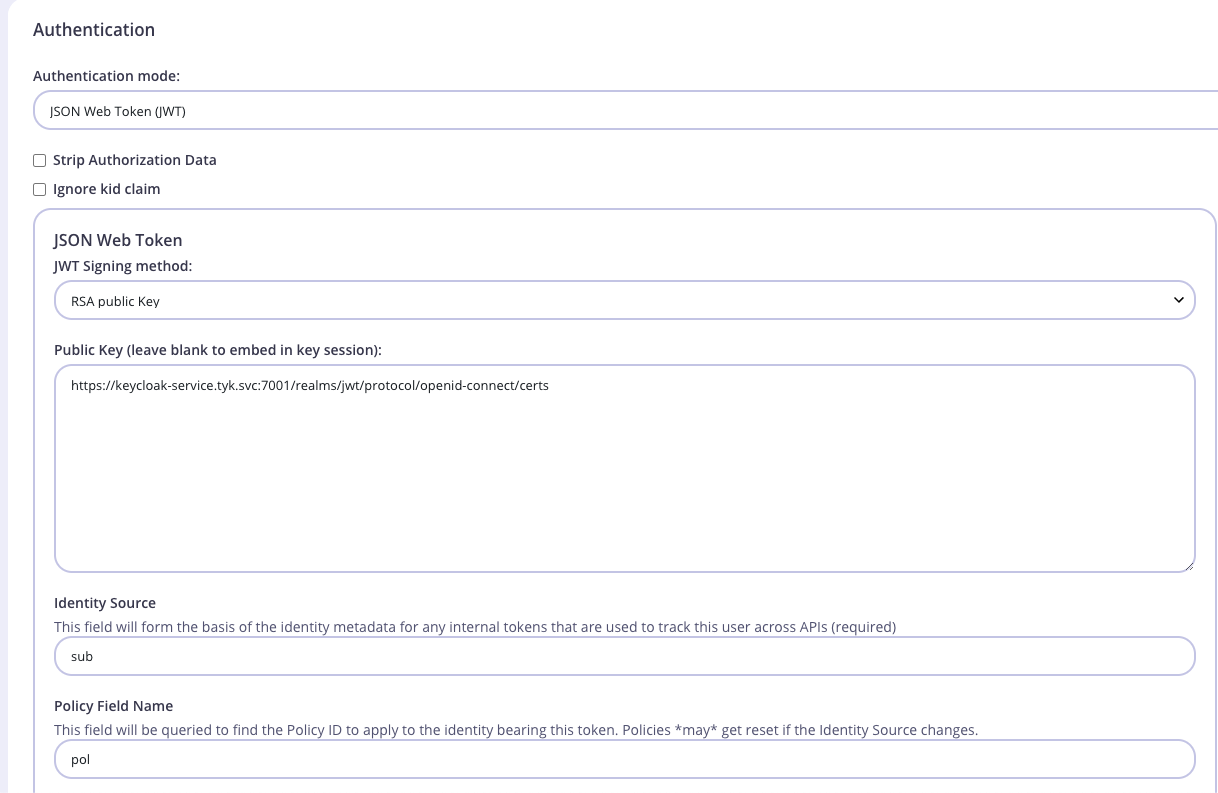 Authentication
Authentication mode:
JSON Web Token (JWT)
Strip Authorization Data
Ignore kid claim
JSON Web Token
JWT Signing method:
RSA public Key
Public Key (leave blank to embed in key session):
https://keycloak-service.tyk.svc:7001/realms/jwt/protocol/openid-connect/certs
Identity Source
This field will form the basis of the identity metadata for any internal tokens that are used to track this user across APIs (required)
sub
Policy Field Name
This field will be queried to find the Policy ID to apply to the identity bearing this token. Policies *may* get reset if the Identity Source changes.
pol